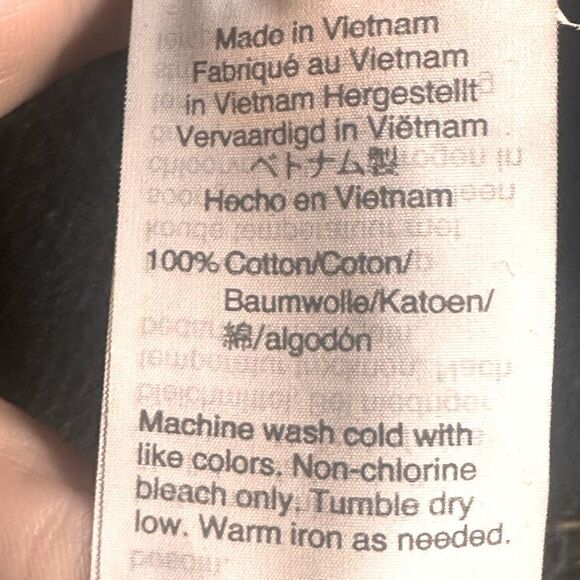 Made in Vietnam
Fabriqué au Vietnam
in Vietnam Hergestellt
Vervaardigd in Viëtnam
ベトナム製
Hecho en Vietnam
100% Cotton/Coton/
Baumwolle/Katoen/
綿/algodón
Machine wash cold with
like colors. Non-chlorine
bleach only. Tumble dry
low. Warm iron as needed.